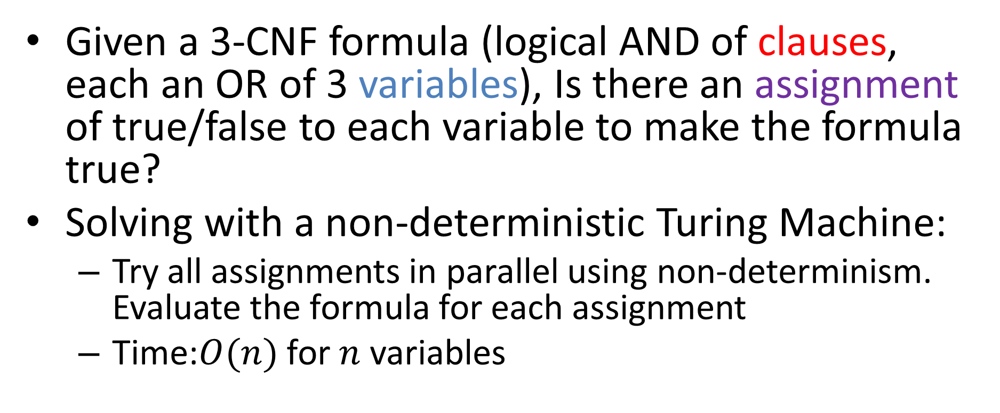 • Given a 3-CNF formula (logical AND of clauses,
each an OR of 3 variables), Is there an assignment
of true/false to each variable to make the formula
true?
• Solving with a non-deterministic Turing Machine:
– Try all assignments in parallel using non-determinism.
Evaluate the formula for each assignment
– Time:O(n) for n variables